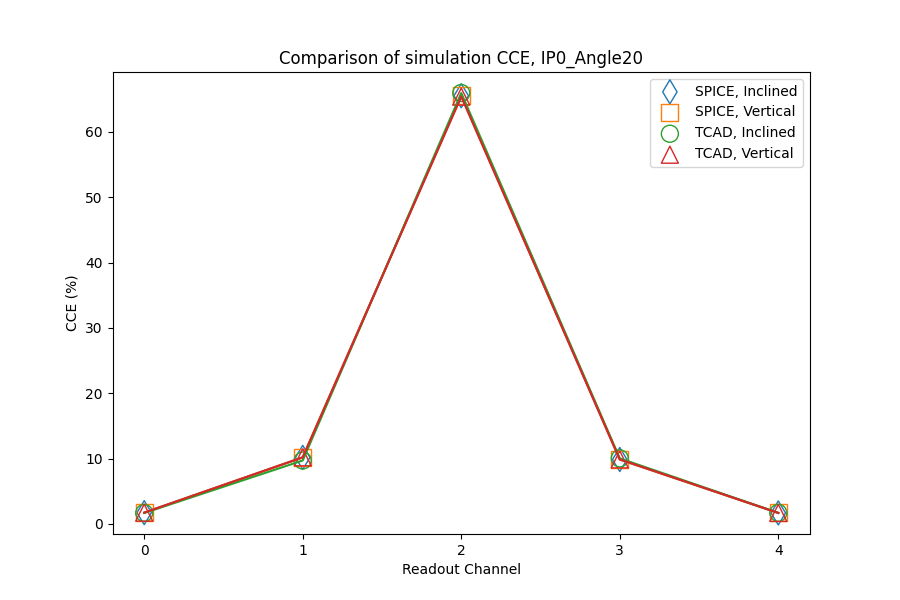 Comparison of simulation CCE, IP0_Angle20
SPICE, Inclined
SPICE, Vertical
TCAD, Inclined
TCAD, Vertical
60
50
40
30
20
10
0
CCE (%)
0 1 2 3 4
Readout Channel